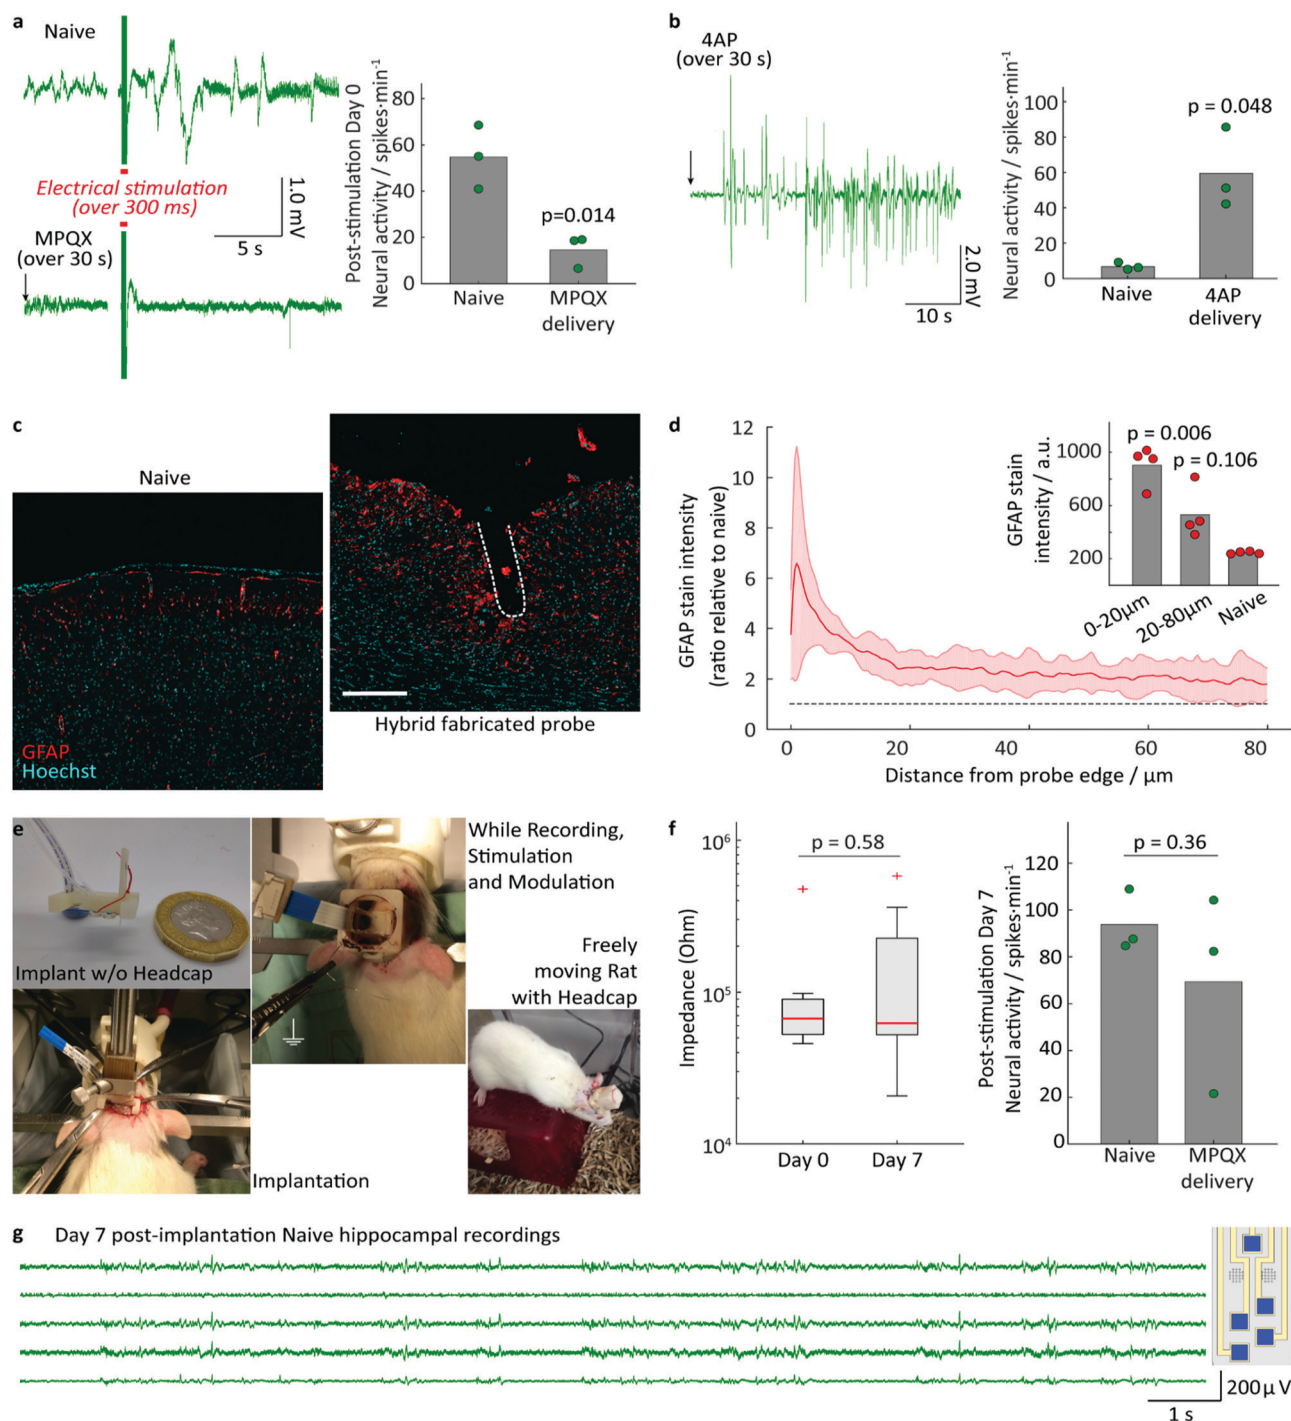 a
Naive
Electrical stimulation
(over 300 ms)
1.0 mV
5 s
MPQX
(over 30 s)
Post-stimulation Day 0
Neural activity / spikes·min⁻¹
80
60
40
20
0
p=0.014
Naive
MPQX
delivery
b
4AP
(over 30 s)
2.0 mV
10 s
Neural activity / spikes·min⁻¹
100
80
60
40
20
0
p = 0.048
Naive
4AP
delivery
c
Naive
GFAP
Hoechst
Hybrid fabricated probe
d
GFAP stain intensity
(ratio relative to naive)
12
10
8
6
4
2
0
0
20
40
60
80
Distance from probe edge / μm
GFAP stain
intensity / a.u.
1000
600
200
p = 0.006
p = 0.106
0-20μm
20-80μm
Naive
e
Implant w/o Headcap
While Recording,
Stimulation
and Modulation
Freely
moving Rat
with Headcap
Implantation
f
Impedance (Ohm)
10⁶
10⁵
10⁴
p = 0.58
Day 0
Day 7
Post-stimulation Day 7
Neural activity / spikes·min⁻¹
120
100
80
60
40
20
0
p = 0.36
Naive
MPQX
delivery
g
Day 7 post-implantation Naive hippocampal recordings
200μ V
1 s